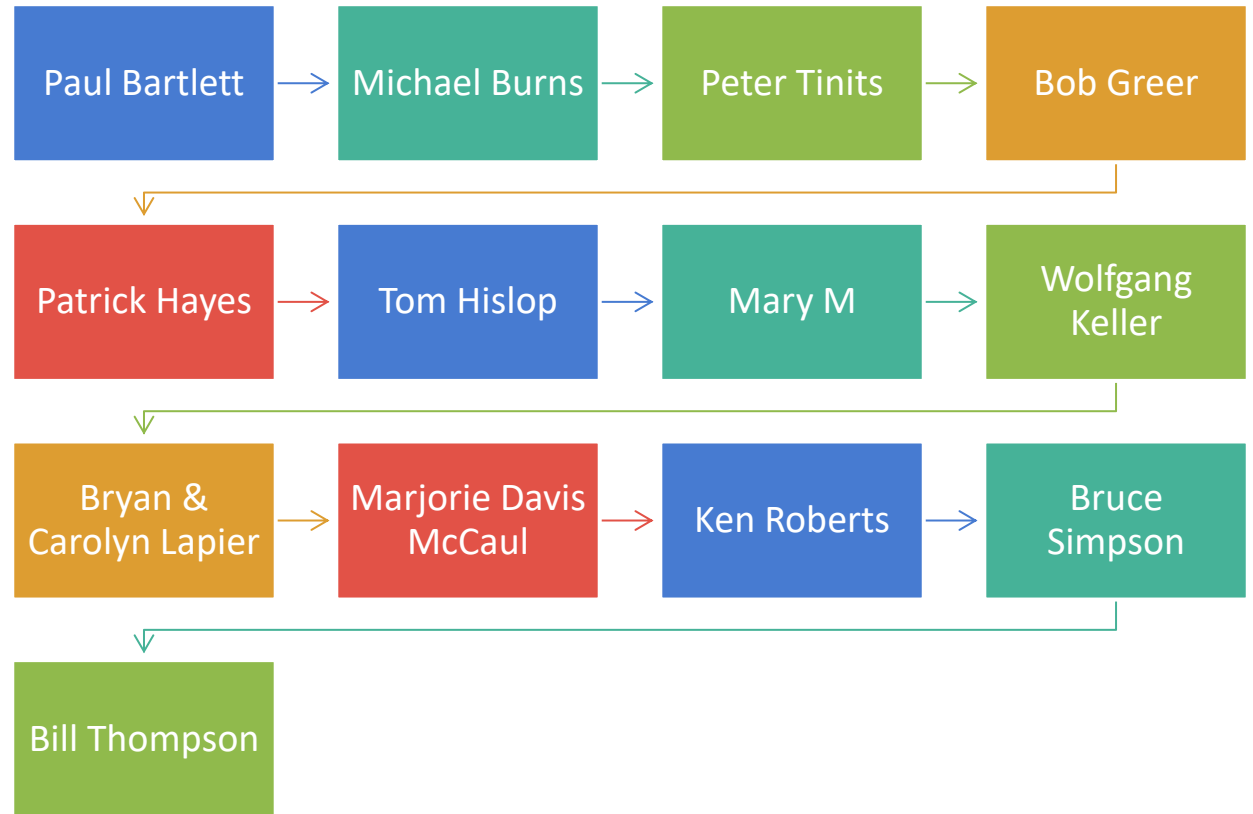 Paul Bartlett
Michael Burns
Peter Tinits
Bob Greer
Patrick Hayes
Tom Hislop
Mary M
Wolfgang
Keller
Bryan &
Carolyn Lapier
Marjorie Davis
McCaul
Ken Roberts
Bruce
Simpson
Bill Thompson